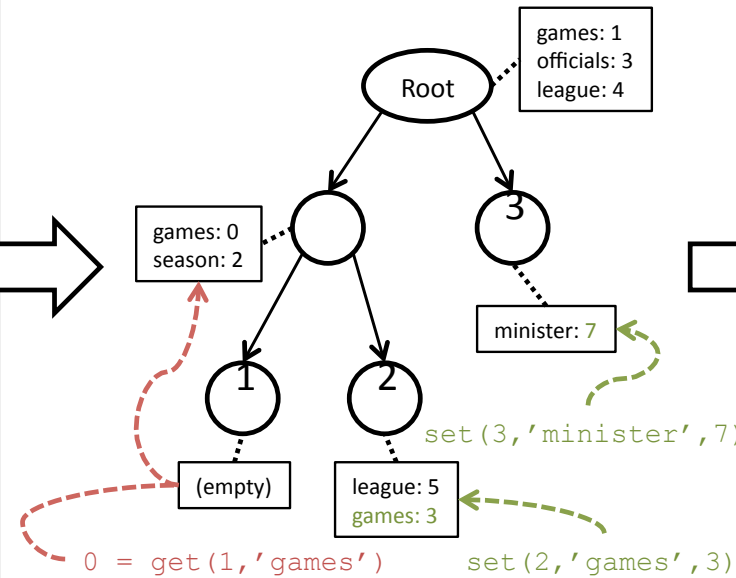 games: 1
officials: 3
league: 4
Root
3
games: 0
season: 2
minister: 7
1
2
set(3,'minister',7)
(empty)
league: 5
games: 3
0 = get(1,'games')
set(2,'games',3)